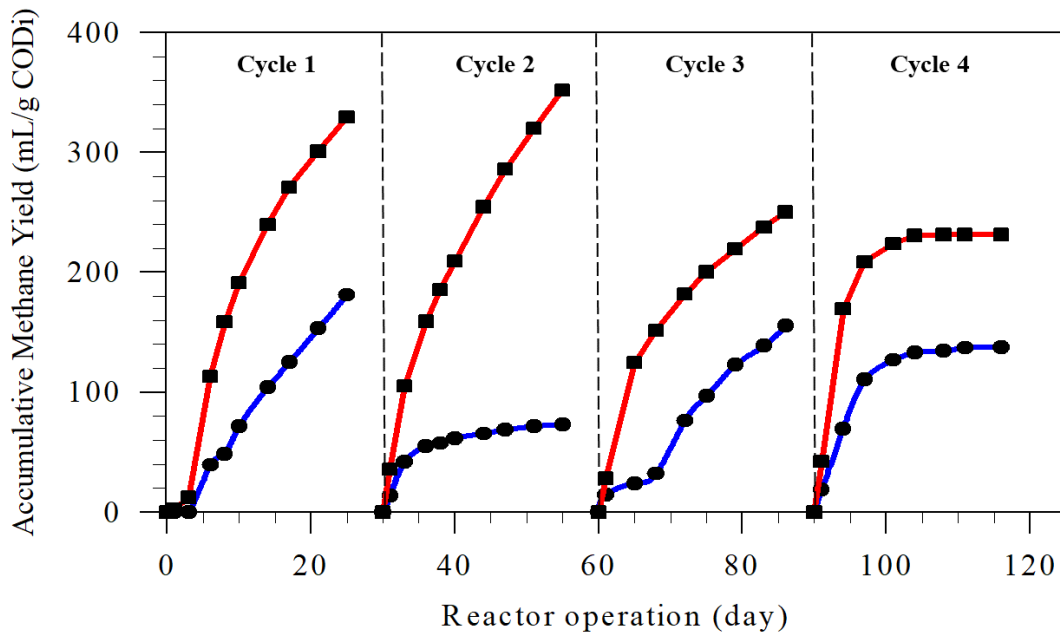 Accumulative Methane Yield (mL/g CODi)
400
300
200
100
0
Cycle 1
Cycle 2
Cycle 3
Cycle 4
0
20
40
60
80
100
120
Reactor operation (day)